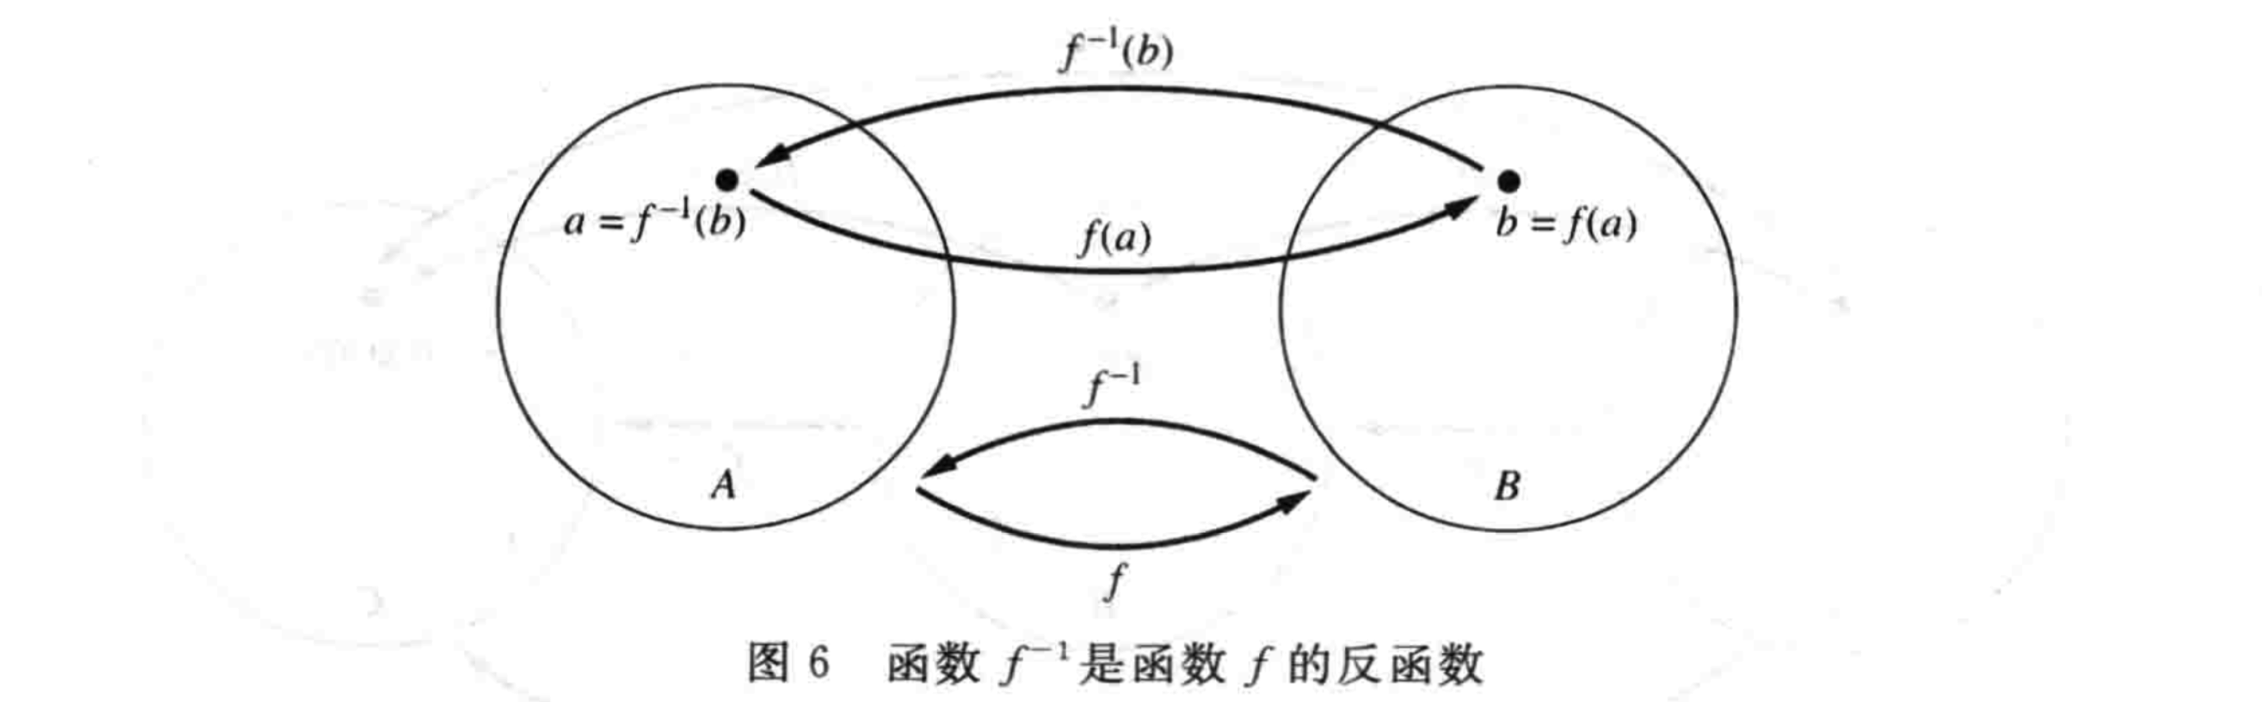 f⁻¹(b)
a = f⁻¹(b)
f(a)
b = f(a)
f⁻¹
A
B
f
图 6 函数 f⁻¹是函数 f 的反函数